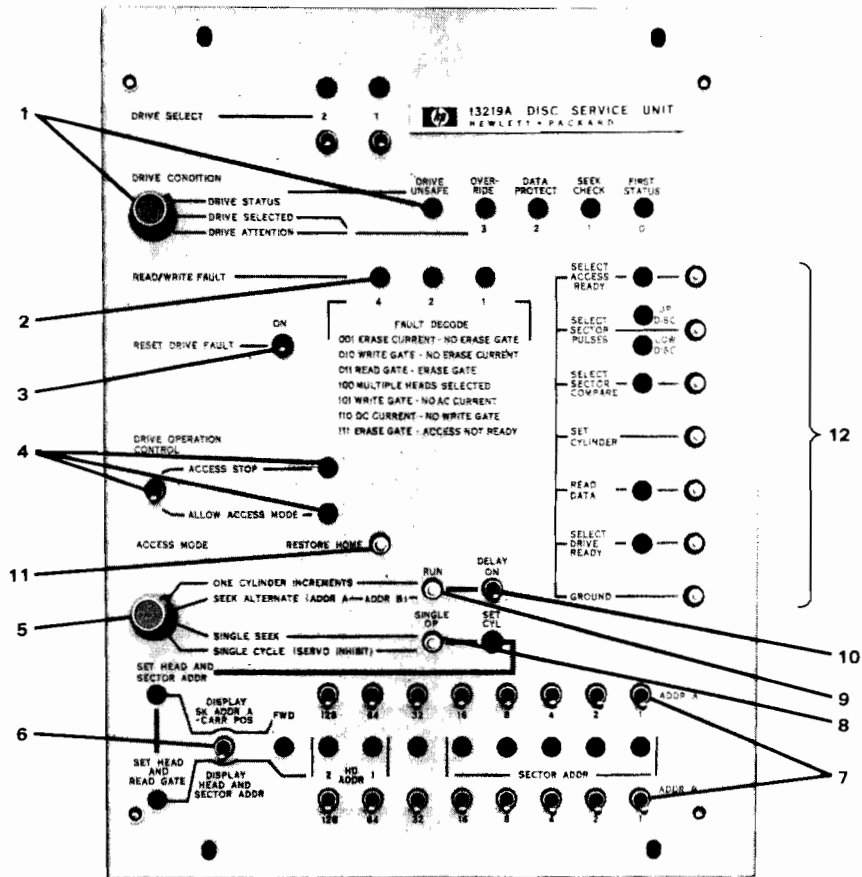 2 1
DRIVE SELECT
hp 13219A DISC SERVICE UNIT
HEWLETT • PACKARD
1
DRIVE CONDITION
DRIVE UNSAFE
OVER-RIDE
DATA PROTECT
SEEK CHECK
FIRST STATUS
DRIVE STATUS
DRIVE SELECTED
DRIVE ATTENTION
3 2 1 0
READ/WRITE FAULT
4 2 1
2
FAULT DECODE
001 ERASE CURRENT - NO ERASE GATE
010 WRITE GATE - NO ERASE CURRENT
011 READ GATE - ERASE GATE
100 MULTIPLE HEADS SELECTED
101 WRITE GATE - NO AC CURRENT
110 DC CURRENT - NO WRITE GATE
111 ERASE GATE - ACCESS NOT READY
ON
RESET DRIVE FAULT
3
SELECT ACCESS READY
SELECT SECTOR PULSES
UP DISC
LOW DISC
SELECT SECTOR COMPARE
SET CYLINDER
READ DATA
SELECT DRIVE READY
GROUND
12
DRIVE OPERATION CONTROL
4
ACCESS STOP
ALLOW ACCESS MODE
ACCESS MODE
RESTORE HOME
11
ONE CYLINDER INCREMENTS
RUN
DELAY ON
SEEK ALTERNATE (ADDR A - ADDR B)
5
SINGLE OP
SET CYL
SINGLE SEEK
SINGLE CYCLE (SERVO INHIBIT)
10
9
8
SET HEAD AND SECTOR ADDR
DISPLAY SK ADDR A -CARR POS
FWD
128 64 32 16 8 4 2 1
ADDR A
6
SET HEAD AND READ GATE
DISPLAY HEAD AND SECTOR ADDR
2 HD ADDR 1
SECTOR ADDR
7
128 64 32 16 8 4 2 1